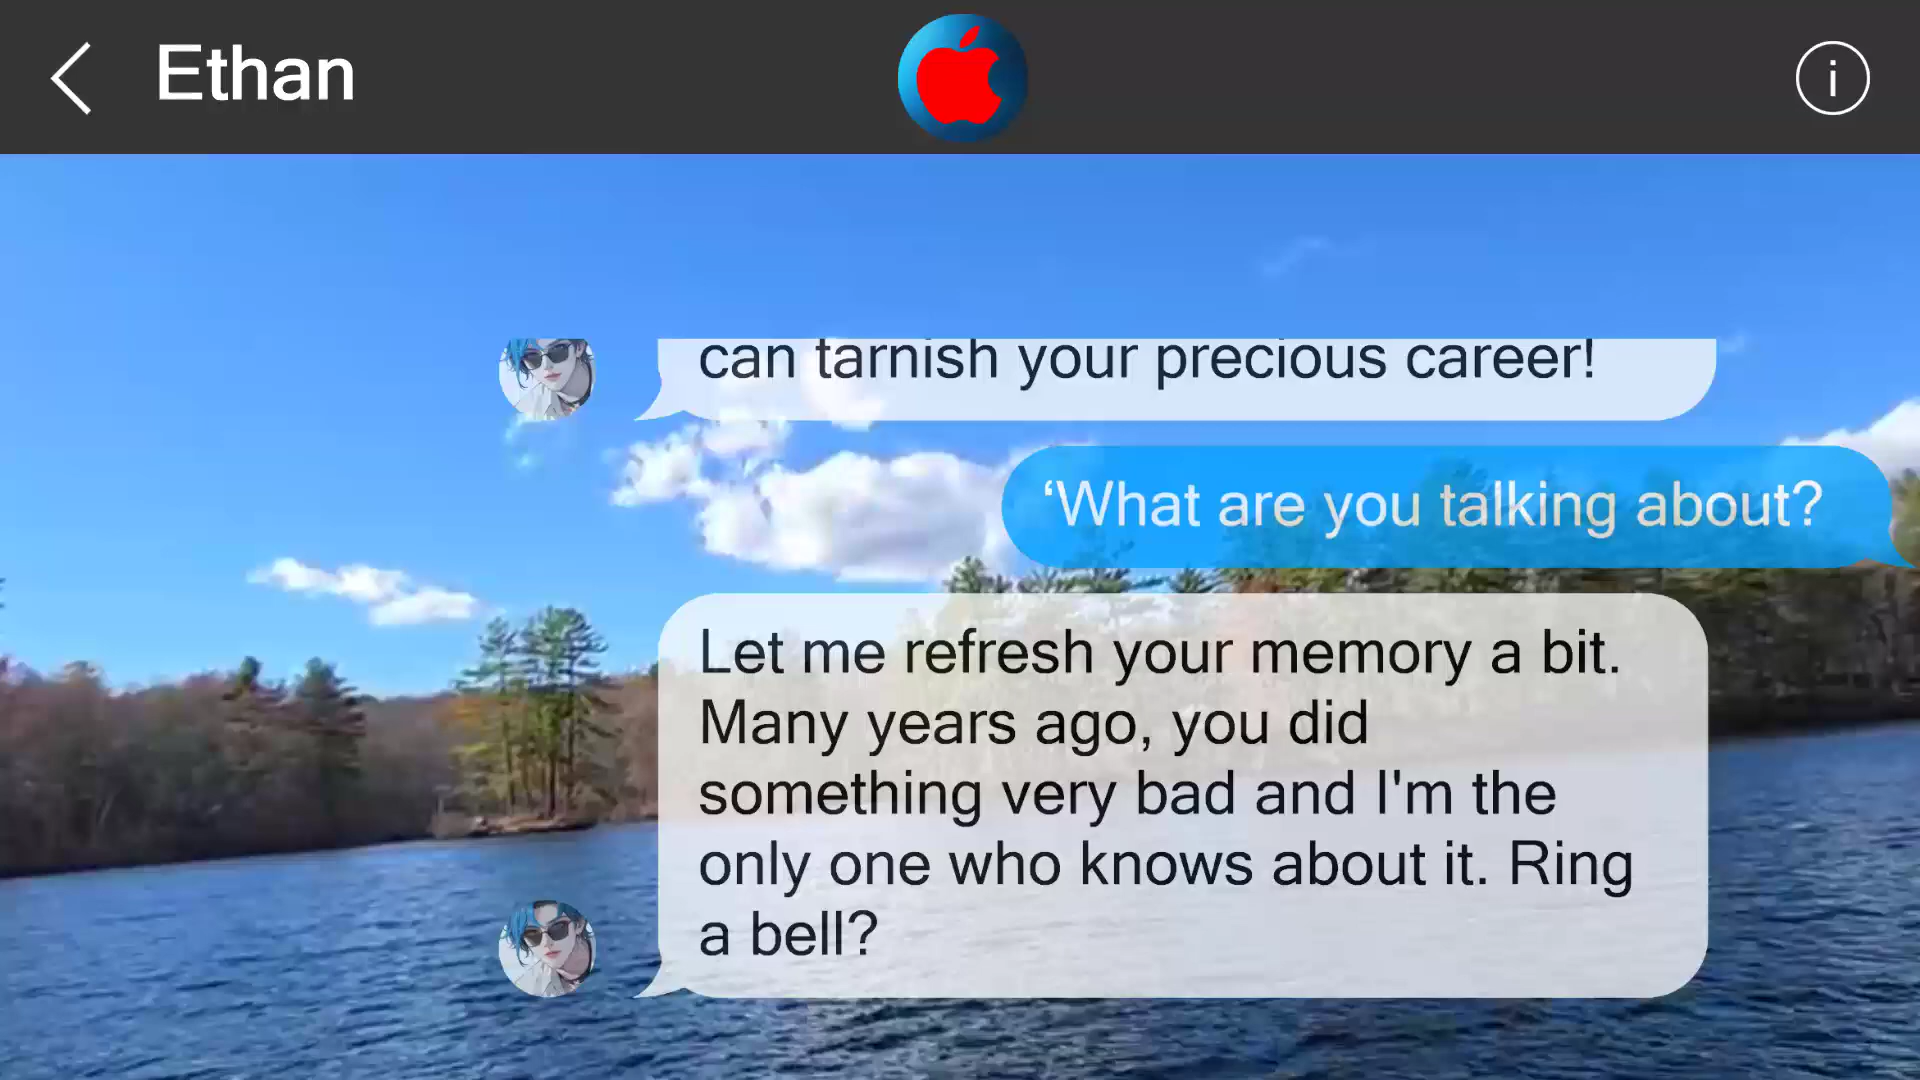 Ethan
i
can tarnish your precious career!
‘What are you talking about?
Let me refresh your memory a bit.
Many years ago, you did
something very bad and I'm the
only one who knows about it. Ring
a bell?